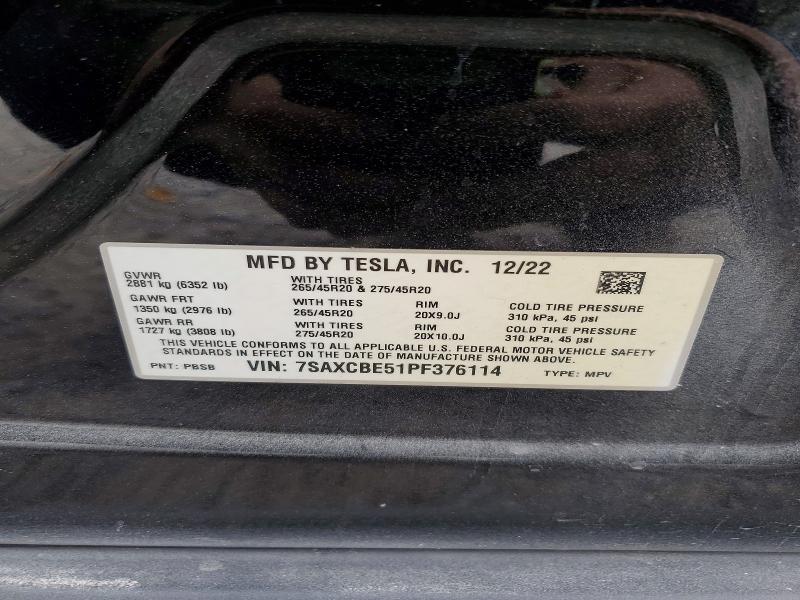 MFD BY TESLA, INC. 12/22
GVWR
2881 kg (6352 lb)
WITH TIRES
265/45R20 & 275/45R20
GAWR FRT
1350 kg (2976 lb)
WITH TIRES
265/45R20
RIM
20X9.0J
COLD TIRE PRESSURE
310 kPa, 45 psi
GAWR RR
1727 kg (3808 lb)
WITH TIRES
275/45R20
RIM
20X10.0J
COLD TIRE PRESSURE
310 kPa, 45 psi
THIS VEHICLE CONFORMS TO ALL APPLICABLE U.S. FEDERAL MOTOR VEHICLE SAFETY
STANDARDS IN EFFECT ON THE DATE OF MANUFACTURE SHOWN ABOVE.
PNT: PBSB VIN: 7SAXCBE51PF376114 TYPE: MPV